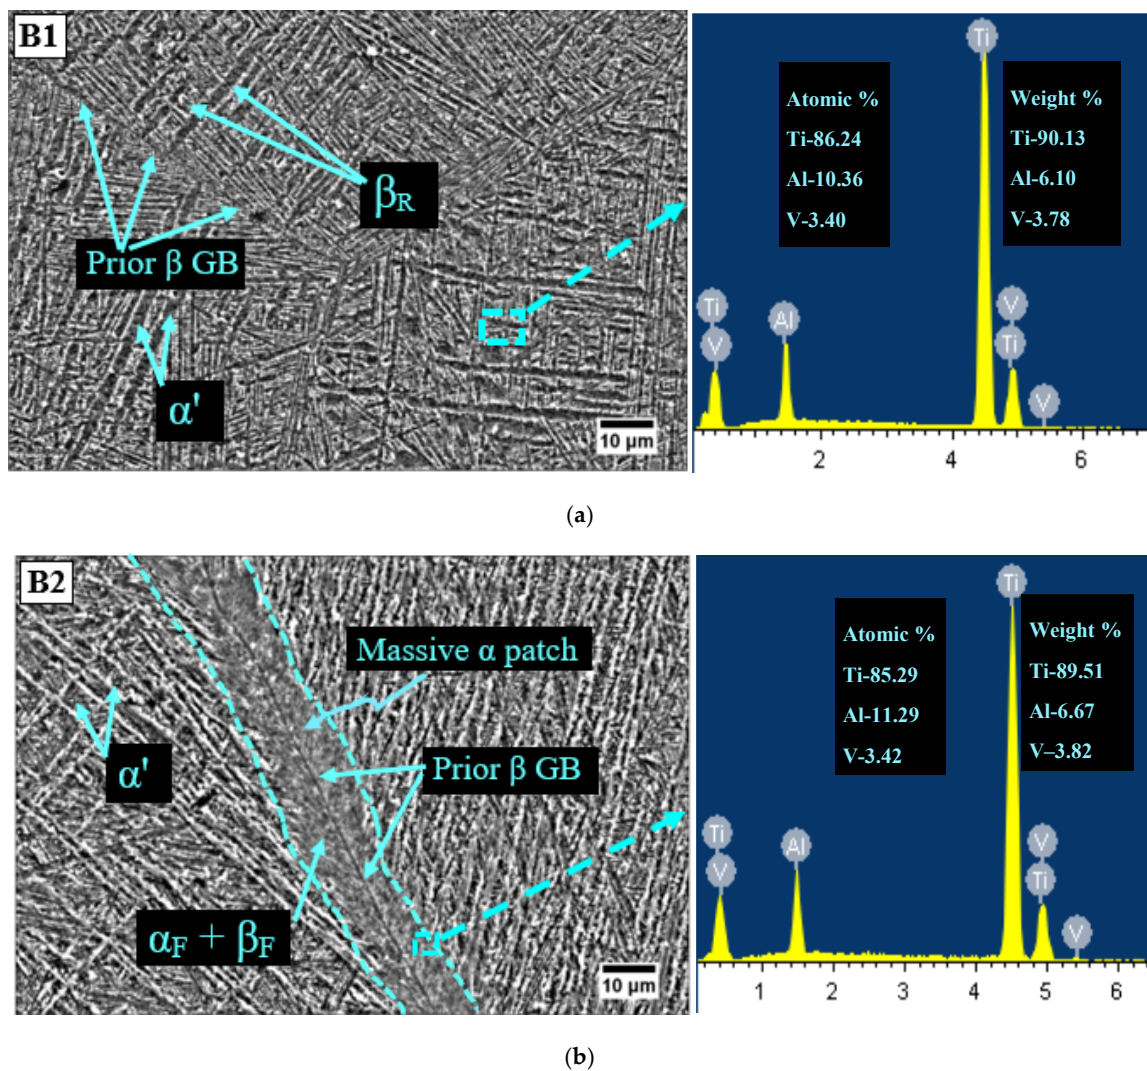 B1
βR
Prior β GB
α'
10 μm
Ti
Atomic %
Ti-86.24
Al-10.36
V-3.40
Weight %
Ti-90.13
Al-6.10
V-3.78
Ti
V
Al
V
Ti
V
2
4
6
(a)
B2
Massive α patch
α'
Prior β GB
αF + βF
10 μm
Ti
Atomic %
Ti-85.29
Al-11.29
V-3.42
Weight %
Ti-89.51
Al-6.67
V–3.82
Ti
V
Al
V
Ti
V
1
2
3
4
5
6
(b)